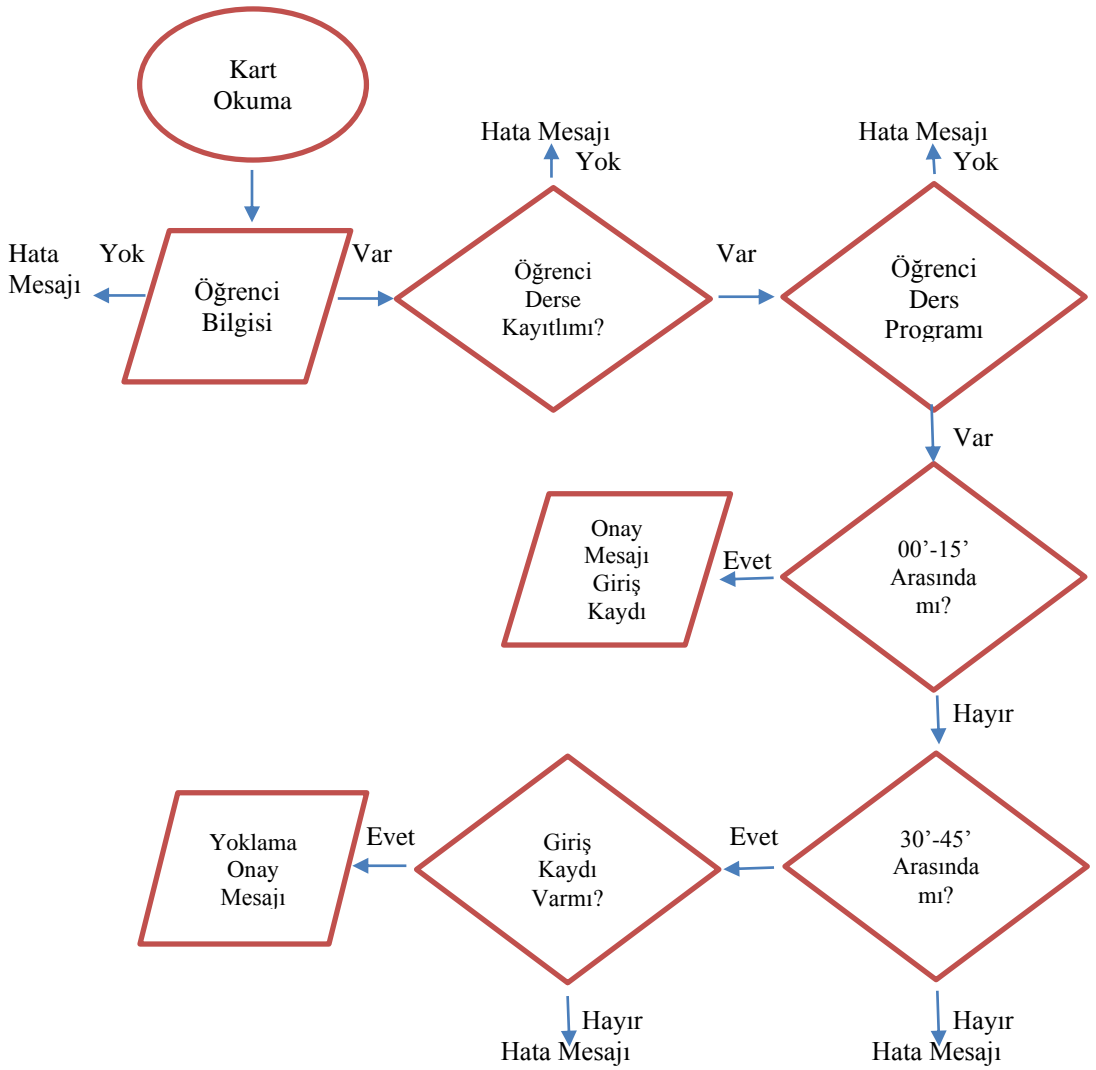 Kart
Okuma
Hata Mesajı
Yok
Hata Mesajı
Yok
Hata
Mesajı
Yok
Öğrenci
Bilgisi
Var
Öğrenci
Derse
Kayıtlımı?
Var
Öğrenci
Ders
Programı
Var
00’-15’
Arasında
mı?
Evet
Onay
Mesajı
Giriş
Kaydı
Hayır
30’-45’
Arasında
mı?
Evet
Giriş
Kaydı
Varmı?
Evet
Yoklama
Onay
Mesajı
Hayır
Hata Mesajı
Hayır
Hata Mesajı